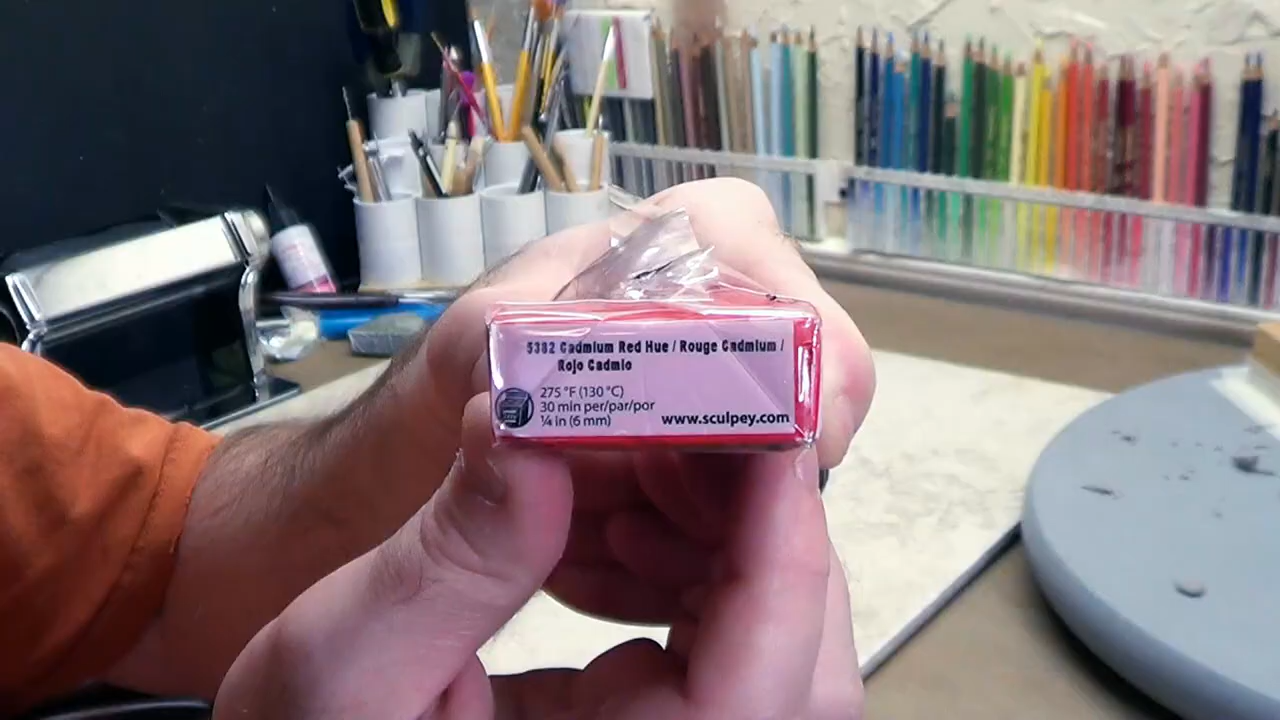 5382 Cadmium Red Hue / Rouge Cadmium /
Rojo Cadmio
275 °F (130 °C)
30 min per/par/por
¼ in (6 mm)
www.sculpey.com